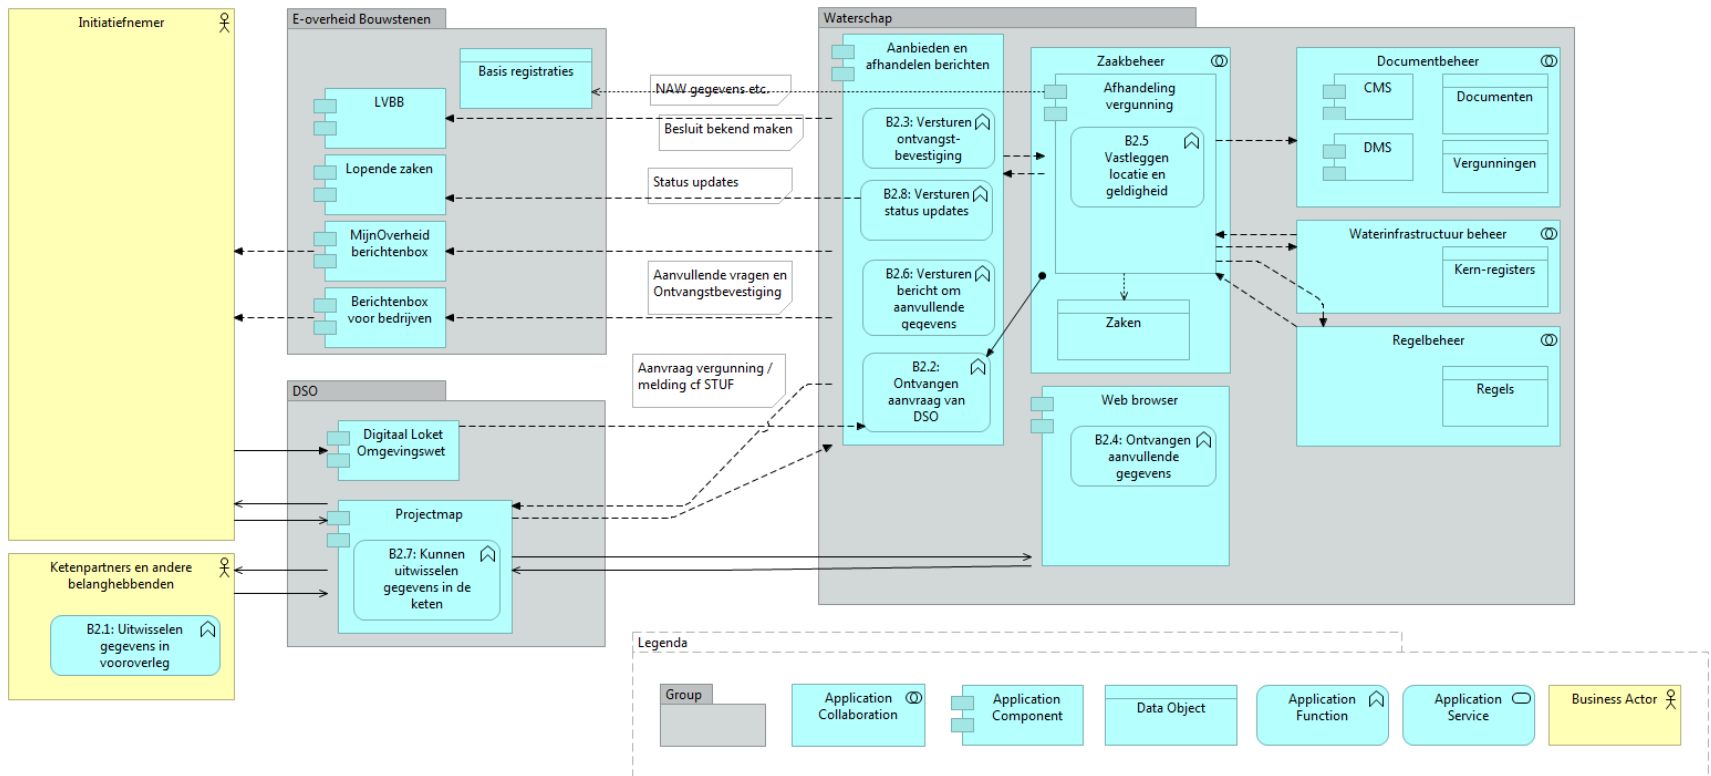 Initiatiefnemer
Ketenpartners en andere
belanghebbenden
B2.1: Uitwisselen
gegevens in
vooroverleg
E-overheid Bouwstenen
Basis registraties
LVBB
Lopende zaken
MijnOverheid
berichtenbox
Berichtenbox
voor bedrijven
DSO
Digitaal Loket
Omgevingswet
Projectmap
B2.7: Kunnen
uitwisselen
gegevens in de
keten
NAW gegevens etc.
Besluit bekend maken
Status updates
Aanvullende vragen en
Ontvangstbevestiging
Aanvraag vergunning /
melding cf STUF
Waterschap
Aanbieden en
afhandelen berichten
B2.3: Versturen
ontvangst-
bevestiging
B2.8: Versturen
status updates
B2.6: Versturen
bericht om
aanvullende
gegevens
B2.2:
Ontvangen
aanvraag van
DSO
Zaakbeheer
Afhandeling
vergunning
B2.5
Vastleggen
locatie en
geldigheid
Zaken
Web browser
B2.4: Ontvangen
aanvullende
gegevens
Documentbeheer
CMS
Documenten
DMS
Vergunningen
Waterinfrastructuur beheer
Kern-registers
Regelbeheer
Regels
Legenda
Group
Application
Collaboration
Application
Component
Data Object
Application
Function
Application
Service
Business Actor